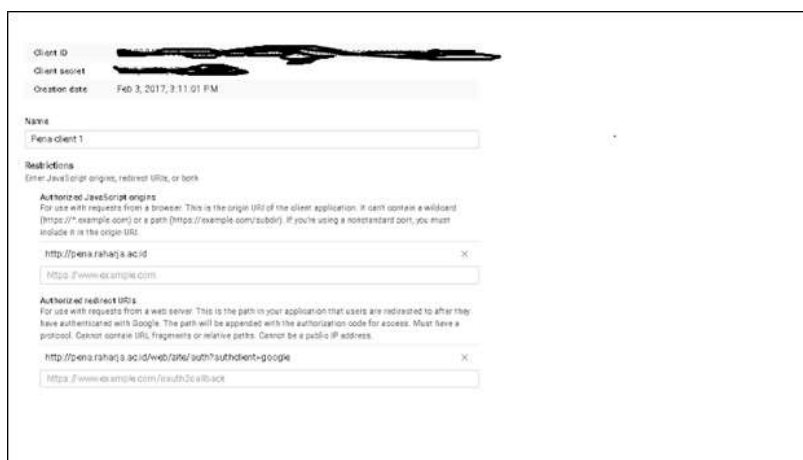 Client ID
Client secret
Creation date Feb 3, 2017, 3:11:01 PM
Name
Pena client 1
Restrictions
Enter JavaScript origins, redirect URIs, or both
Authorized JavaScript origins
For use with requests from a browser. This is the origin URI of the client application. It can't contain a wildcard
(https://*.example.com) or a path (https://example.com/subdir). If you're using a nonstandard port, you must
include it in the origin URI.
http://pena.raharja.ac.id
https://www.example.com
Authorized redirect URIs
For use with requests from a web server. This is the path in your application that users are redirected to after they
have authenticated with Google. The path will be appended with the authorization code for access. Must have a
protocol. Cannot contain URL fragments or relative paths. Cannot be a public IP address.
http://pena.raharja.ac.id/web/site/auth?authclient=google
https://www.example.com/oauth2callback